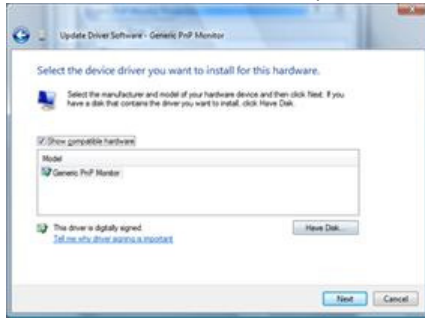 Update Driver Software - Generic PnP Monitor
Select the device driver you want to install for this hardware.
Select the manufacturer and model of your hardware device and then click Next. If you
have a disk that contains the driver you want to install, click Have Disk.
Show compatible hardware
Model
Generic PnP Monitor
This driver is digitally signed.
Tell me why driver signing is important
Have Disk...
Next
Cancel